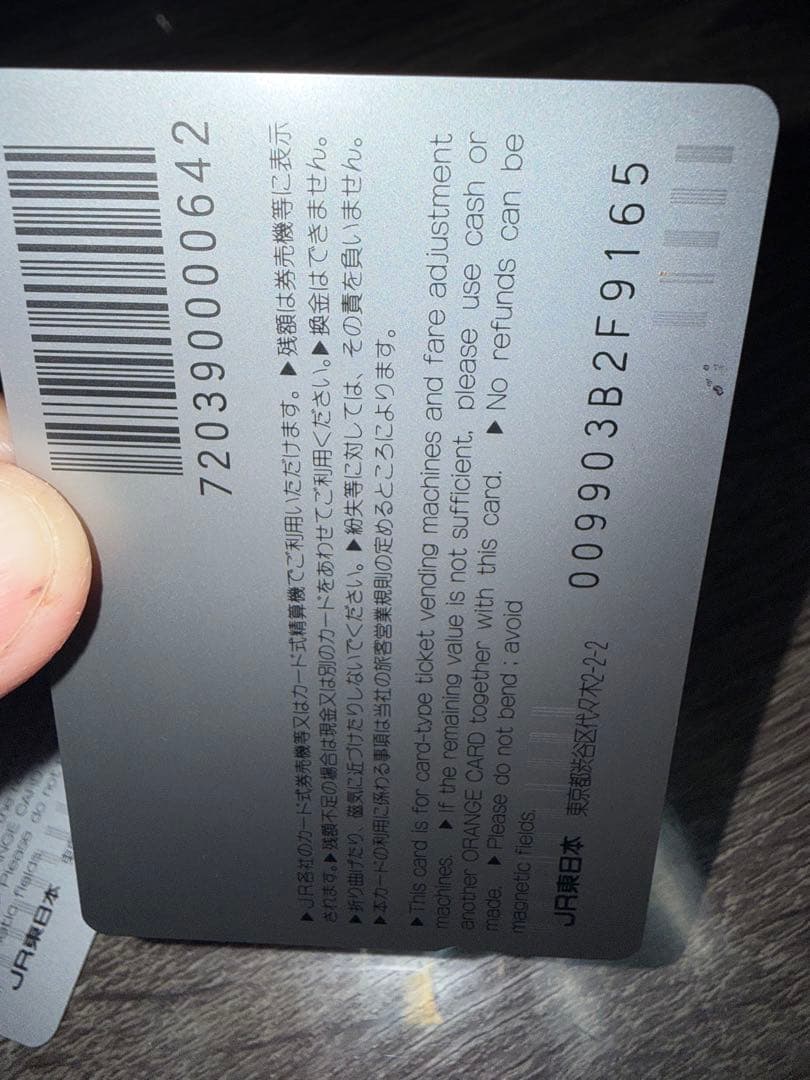 7203900000642
▶JR各社のカード式券売機等又はカード式精算機でご利用いただけます。▶残額は券売機等に表示
されます。▶残額不足の場合は現金又は別のカードをあわせてご利用ください。▶換金はできません。
▶折り曲げたり、磁気に近づけたりしないでください。▶紛失等に対しては、その責を負いません。
▶本カードの利用に係わる事項は当社の旅客営業規則の定めるところによります。
▶This card is for card-type ticket vending machines and fare adjustment
machines. ▶If the remaining value is not sufficient, please use cash or
another ORANGE CARD together with this card. ▶No refunds can be
made. ▶Please do not bend ; avoid
magnetic fields.
JR東日本 東京都渋谷区代々木2-2-2
009903B2F9165
Please do
magnetic fields.
JR東日本